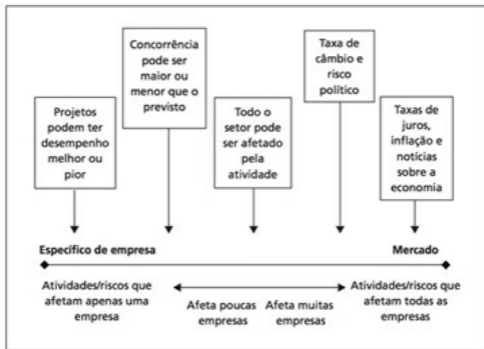 Projetos
podem ter
desempenho
melhor ou
pior
Concorrência
pode ser
maior ou
menor que o
previsto
Todo o
setor pode
ser afetado
pela
atividade
Taxa de
câmbio e
risco
político
Taxas de
juros,
inflação e
notícias
sobre a
economia
Específico de empresa
Mercado
Atividades/riscos que
afetam apenas uma
empresa
Afeta poucas
empresas
Afeta muitas
empresas
Atividades/riscos que
afetam todas as
empresas